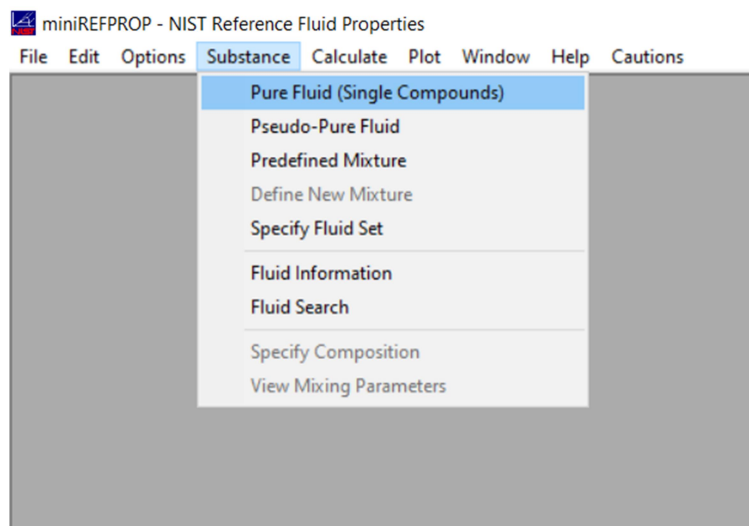 miniREFPROP - NIST Reference Fluid Properties
File Edit Options Substance Calculate Plot Window Help Cautions
Pure Fluid (Single Compounds)
Pseudo-Pure Fluid
Predefined Mixture
Define New Mixture
Specify Fluid Set
Fluid Information
Fluid Search
Specify Composition
View Mixing Parameters